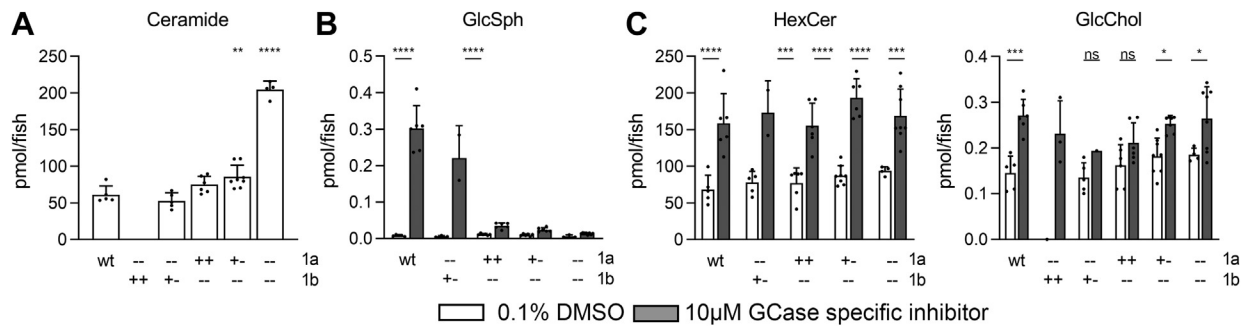 A
Ceramide
**
****
pmol/fish
250
200
150
100
50
0
wt -- -- ++ +- -- 1a
++ +- -- -- -- 1b
B
GlcSph
****
****
pmol/fish
0.5
0.4
0.3
0.2
0.1
0.0
wt -- ++ +- -- 1a
+- -- -- -- 1b
C
HexCer
****
***
****
****
***
pmol/fish
250
200
150
100
50
0
wt -- ++ +- --
+- -- -- --
GlcChol
***
ns
ns
*
*
pmol/fish
0.4
0.3
0.2
0.1
0.0
wt -- -- ++ +- -- 1a
++ +- -- -- -- 1b
0.1% DMSO
10µM GCase specific inhibitor